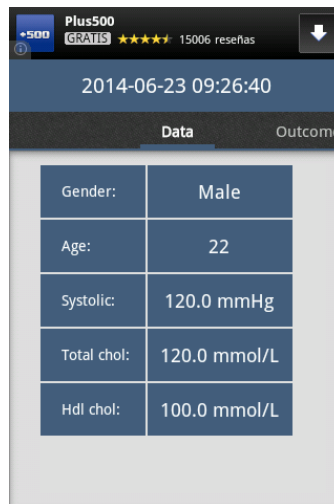 +500
Plus500
GRATIS 15006 reseñas
2014-06-23 09:26:40
Data Outcom
Gender: Male
Age: 22
Systolic: 120.0 mmHg
Total chol: 120.0 mmol/L
Hdl chol: 100.0 mmol/L